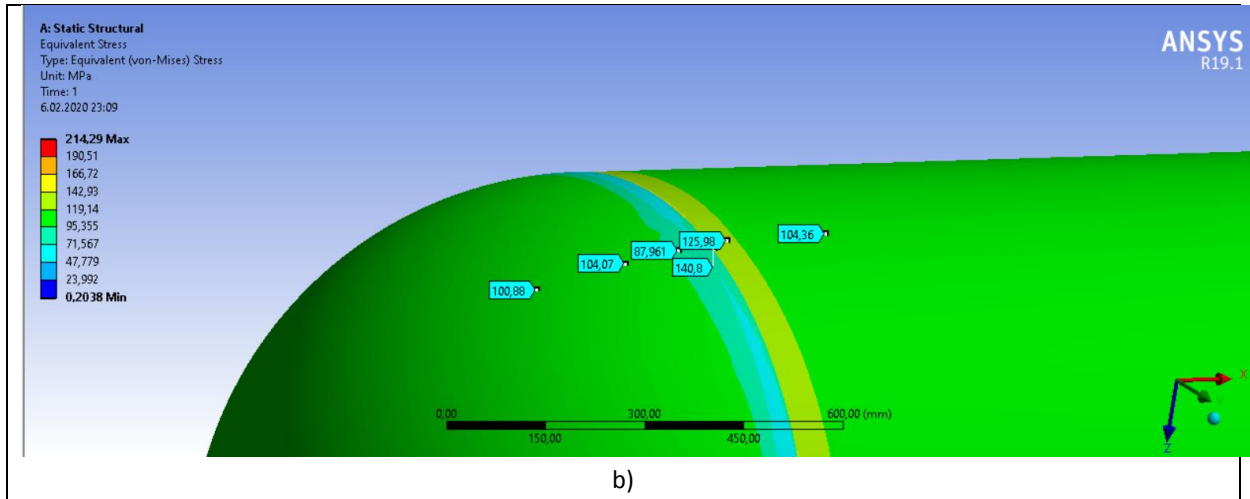 A: Static Structural
Equivalent Stress
Type: Equivalent (von-Mises) Stress
Unit: MPa
Time: 1
6.02.2020 23:09
ANSYS
R19.1
214,29 Max
190,51
166,72
142,93
119,14
95,355
71,567
47,779
23,992
0,2038 Min
104,36
125,98
87,961
140,8
104,07
100,88
0,00 300,00 600,00 (mm)
150,00 450,00
X
Y
Z
b)